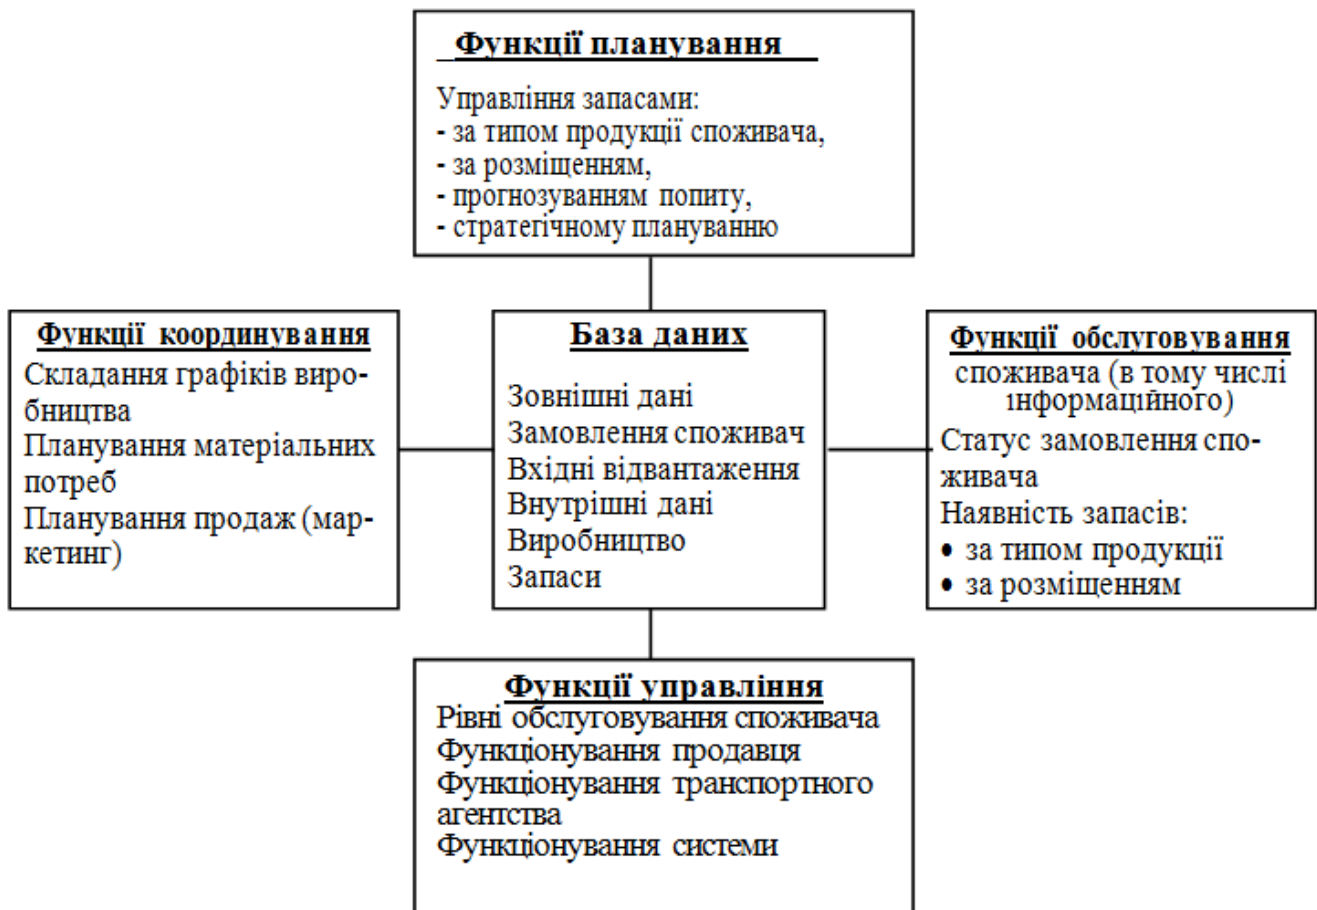 Функції планування
Управління запасами:
- за типом продукції споживача,
- за розміщенням,
- прогнозуванням попиту,
- стратегічному плануванню
Функції координування
Складання графіків виро-
бництва
Планування матеріальних
потреб
Планування продаж (мар-
кетинг)
База даних
Зовнішні дані
Замовлення споживач
Вхідні відвантаження
Внутрішні дані
Виробництво
Запаси
Функції обслуговування
споживача (в тому числі
інформаційного)
Статус замовлення спо-
живача
Наявність запасів:
• за типом продукції
• за розміщенням
Функції управління
Рівні обслуговування споживача
Функціонування продавця
Функціонування транспортного
агентства
Функціонування системи